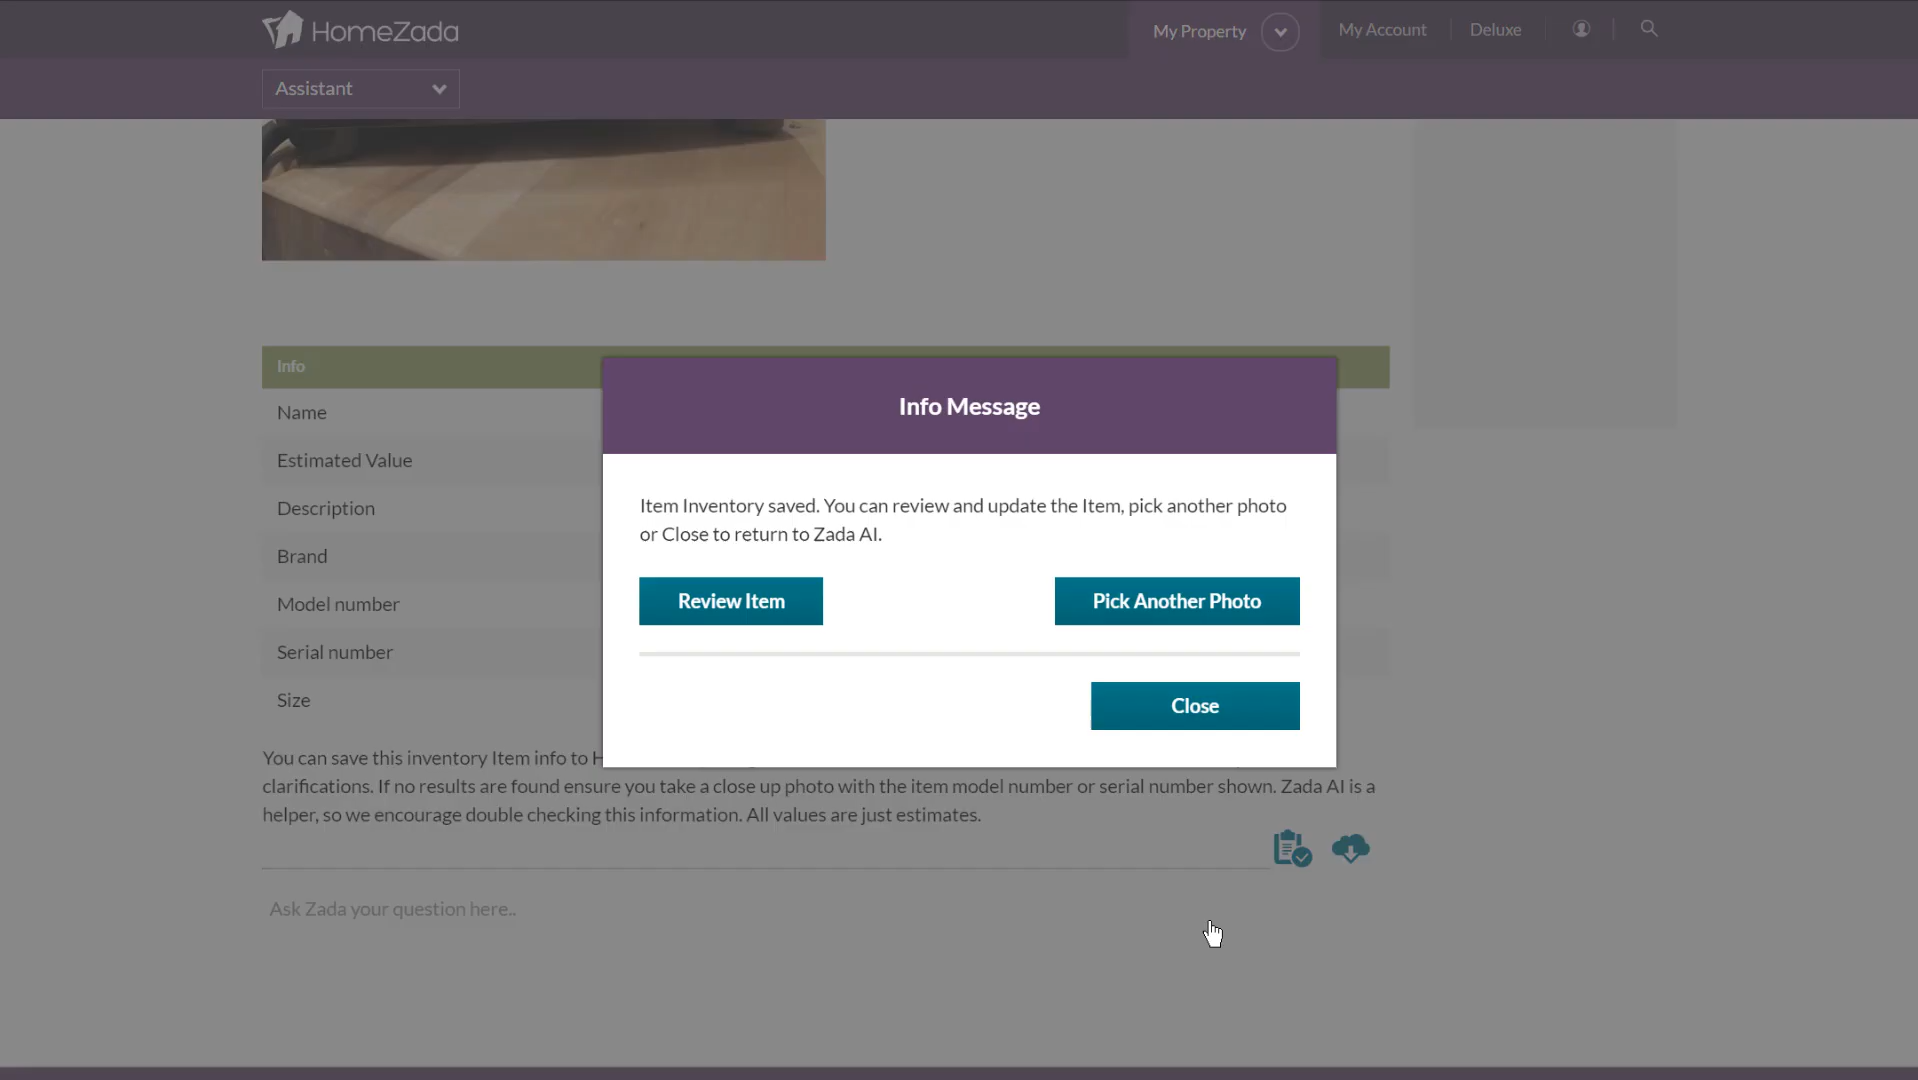 HomeZada
My Property
My Account
Deluxe
Assistant
Info
Name
Estimated Value
Description
Brand
Model number
Serial number
Size
Info Message
Item Inventory saved. You can review and update the Item, pick another photo
or Close to return to Zada AI.
Review Item
Pick Another Photo
Close
You can save this inventory Item info to H
clarifications. If no results are found ensure you take a close up photo with the item model number or serial number shown. Zada AI is a
helper, so we encourage double checking this information. All values are just estimates.
Ask Zada your question here..